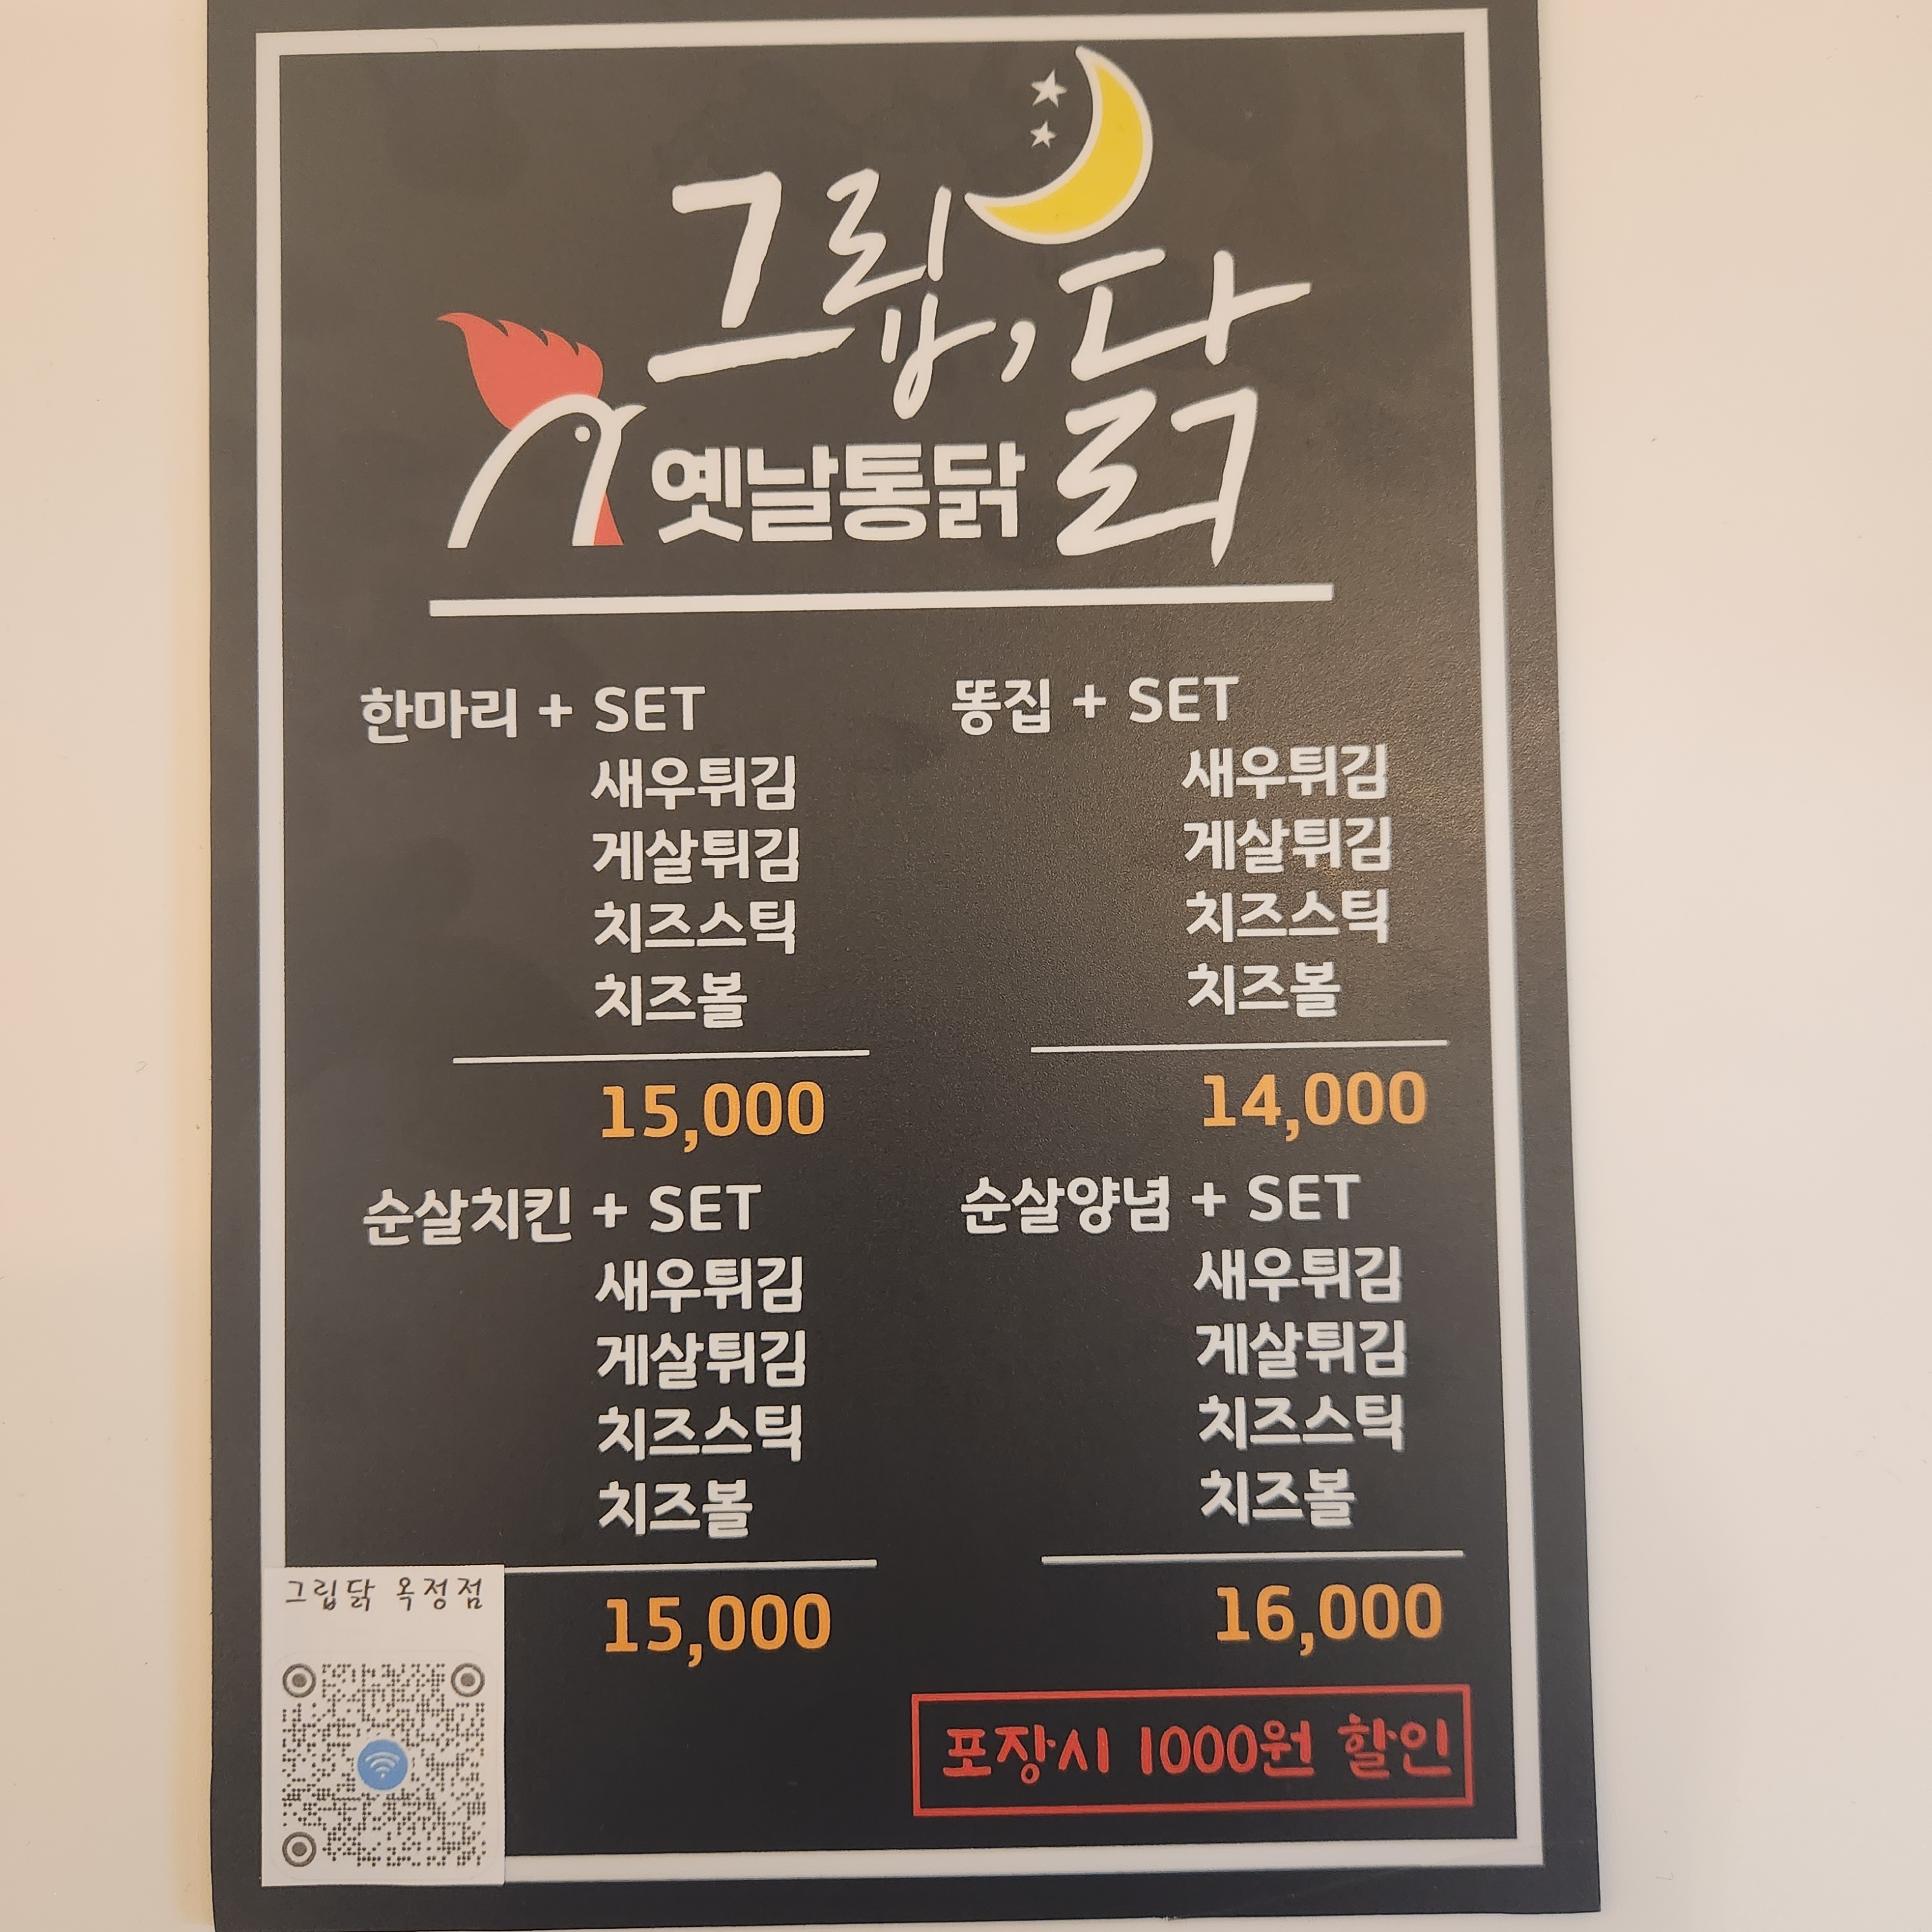 그립, 닭
옛날통닭
한마리 + SET
새우튀김
게살튀김
치즈스틱
치즈볼
15,000
똥집 + SET
새우튀김
게살튀김
치즈스틱
치즈볼
14,000
순살치킨 + SET
새우튀김
게살튀김
치즈스틱
치즈볼
15,000
순살양념 + SET
새우튀김
게살튀김
치즈스틱
치즈볼
16,000
그립닭 옥정점
포장시 1000원 할인